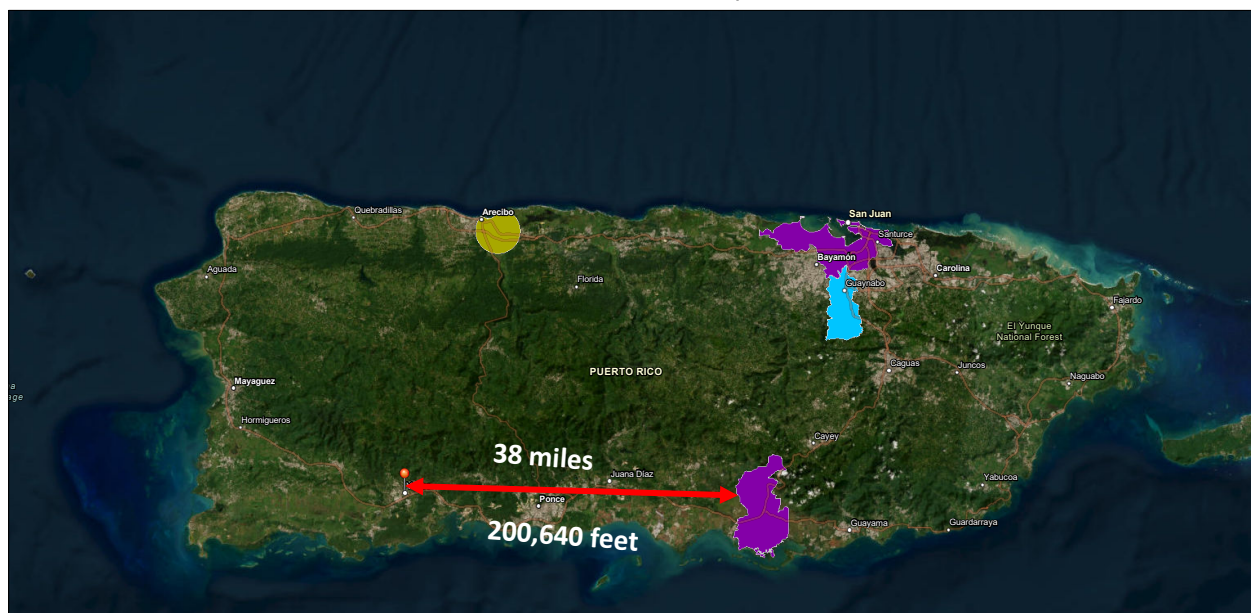 San Juan
Quebradillas
Arecibo
Santurce
Bayamón
Carolina
Aguada
Florida
Guaynabo
Fajardo
El Yunque
National Forest
PUERTO RICO
Caguas
Juncos
Mayaguez
Naguabo
Hormigueros
Cayey
38 miles
Juana Díaz
Yabucoa
Ponce
200,640 feet
Guayama
Guardarraya